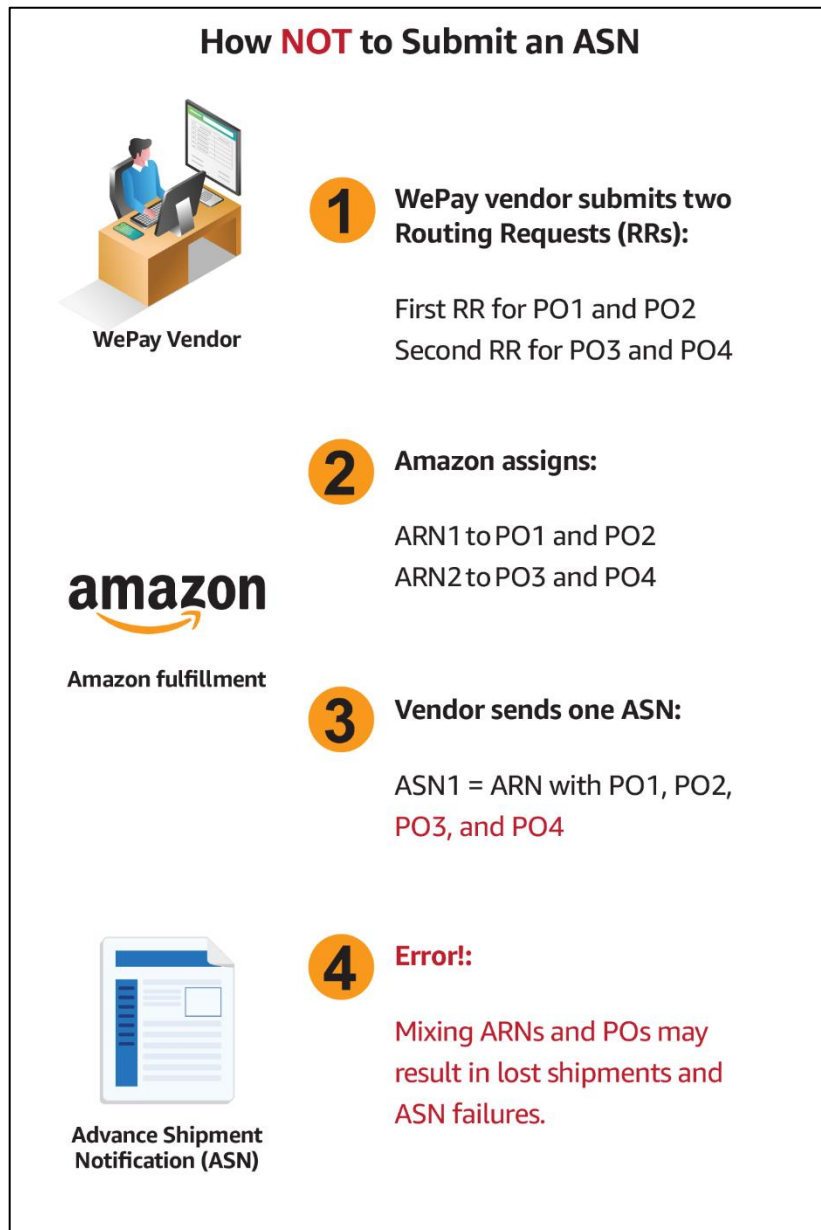 How NOT to Submit an ASN
WePay Vendor
1
WePay vendor submits two
Routing Requests (RRs):
First RR for PO1 and PO2
Second RR for PO3 and PO4
2
Amazon assigns:
ARN1 to PO1 and PO2
ARN2 to PO3 and PO4
amazon
Amazon fulfillment
3
Vendor sends one ASN:
ASN1 = ARN with PO1, PO2,
PO3, and PO4
Advance Shipment
Notification (ASN)
4
Error!:
Mixing ARNs and POs may
result in lost shipments and
ASN failures.